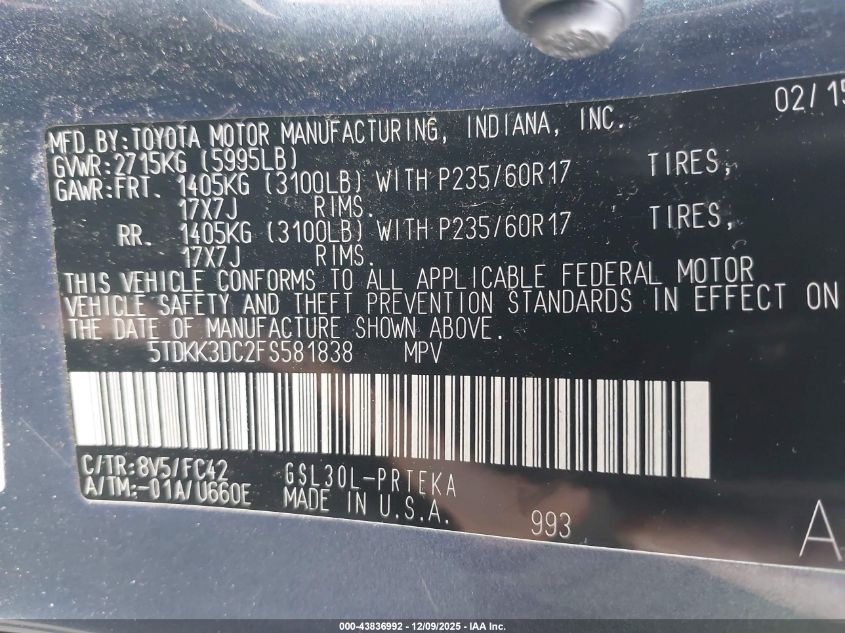 02/15
MFD.BY:TOYOTA MOTOR MANUFACTURING, INDIANA, INC.
GVWR:2715KG (5995LB)
GAWR:FRT. 1405KG (3100LB) WITH P235/60R17 TIRES,
17X7J RIMS.
RR. 1405KG (3100LB) WITH P235/60R17 TIRES,
17X7J RIMS.
THIS VEHICLE CONFORMS TO ALL APPLICABLE FEDERAL MOTOR
VEHICLE SAFETY AND THEFT PREVENTION STANDARDS IN EFFECT ON
THE DATE OF MANUFACTURE SHOWN ABOVE.
5TDKK3DC2FS581838 MPV
C/TR:8V5/FC42 GSL30L-PRTEKA
A/TM:-01A/U660E MADE IN U.S.A.
993
A
000-43836992 - 12/09/2025 - IAA Inc.